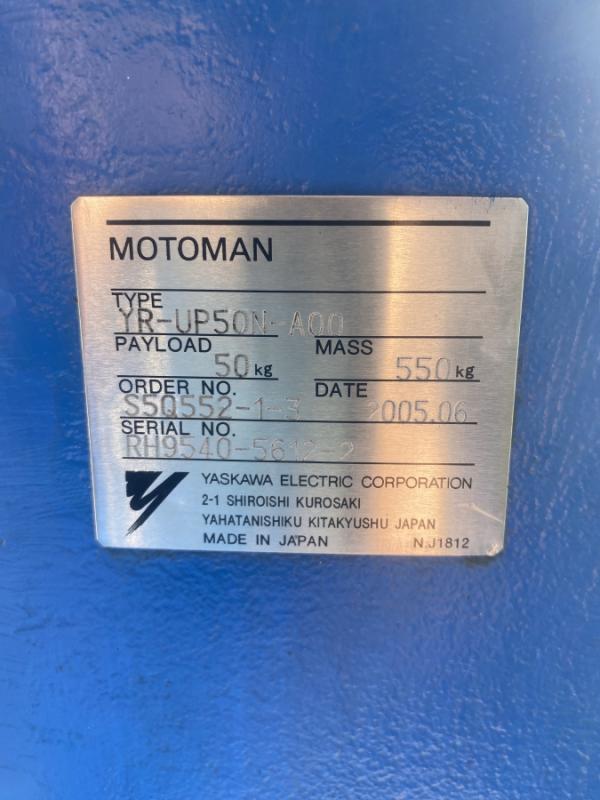 MOTOMAN
TYPE
YR-UP50N-A00
PAYLOAD MASS
50kg 550kg
ORDER NO. DATE
S5Q552-1-3 2005.06
SERIAL NO.
RH9540-5612-2
YASKAWA ELECTRIC CORPORATION
2-1 SHIROISHI KUROSAKI
YAHATANISHIKU KITAKYUSHU JAPAN
MADE IN JAPAN NJ1812